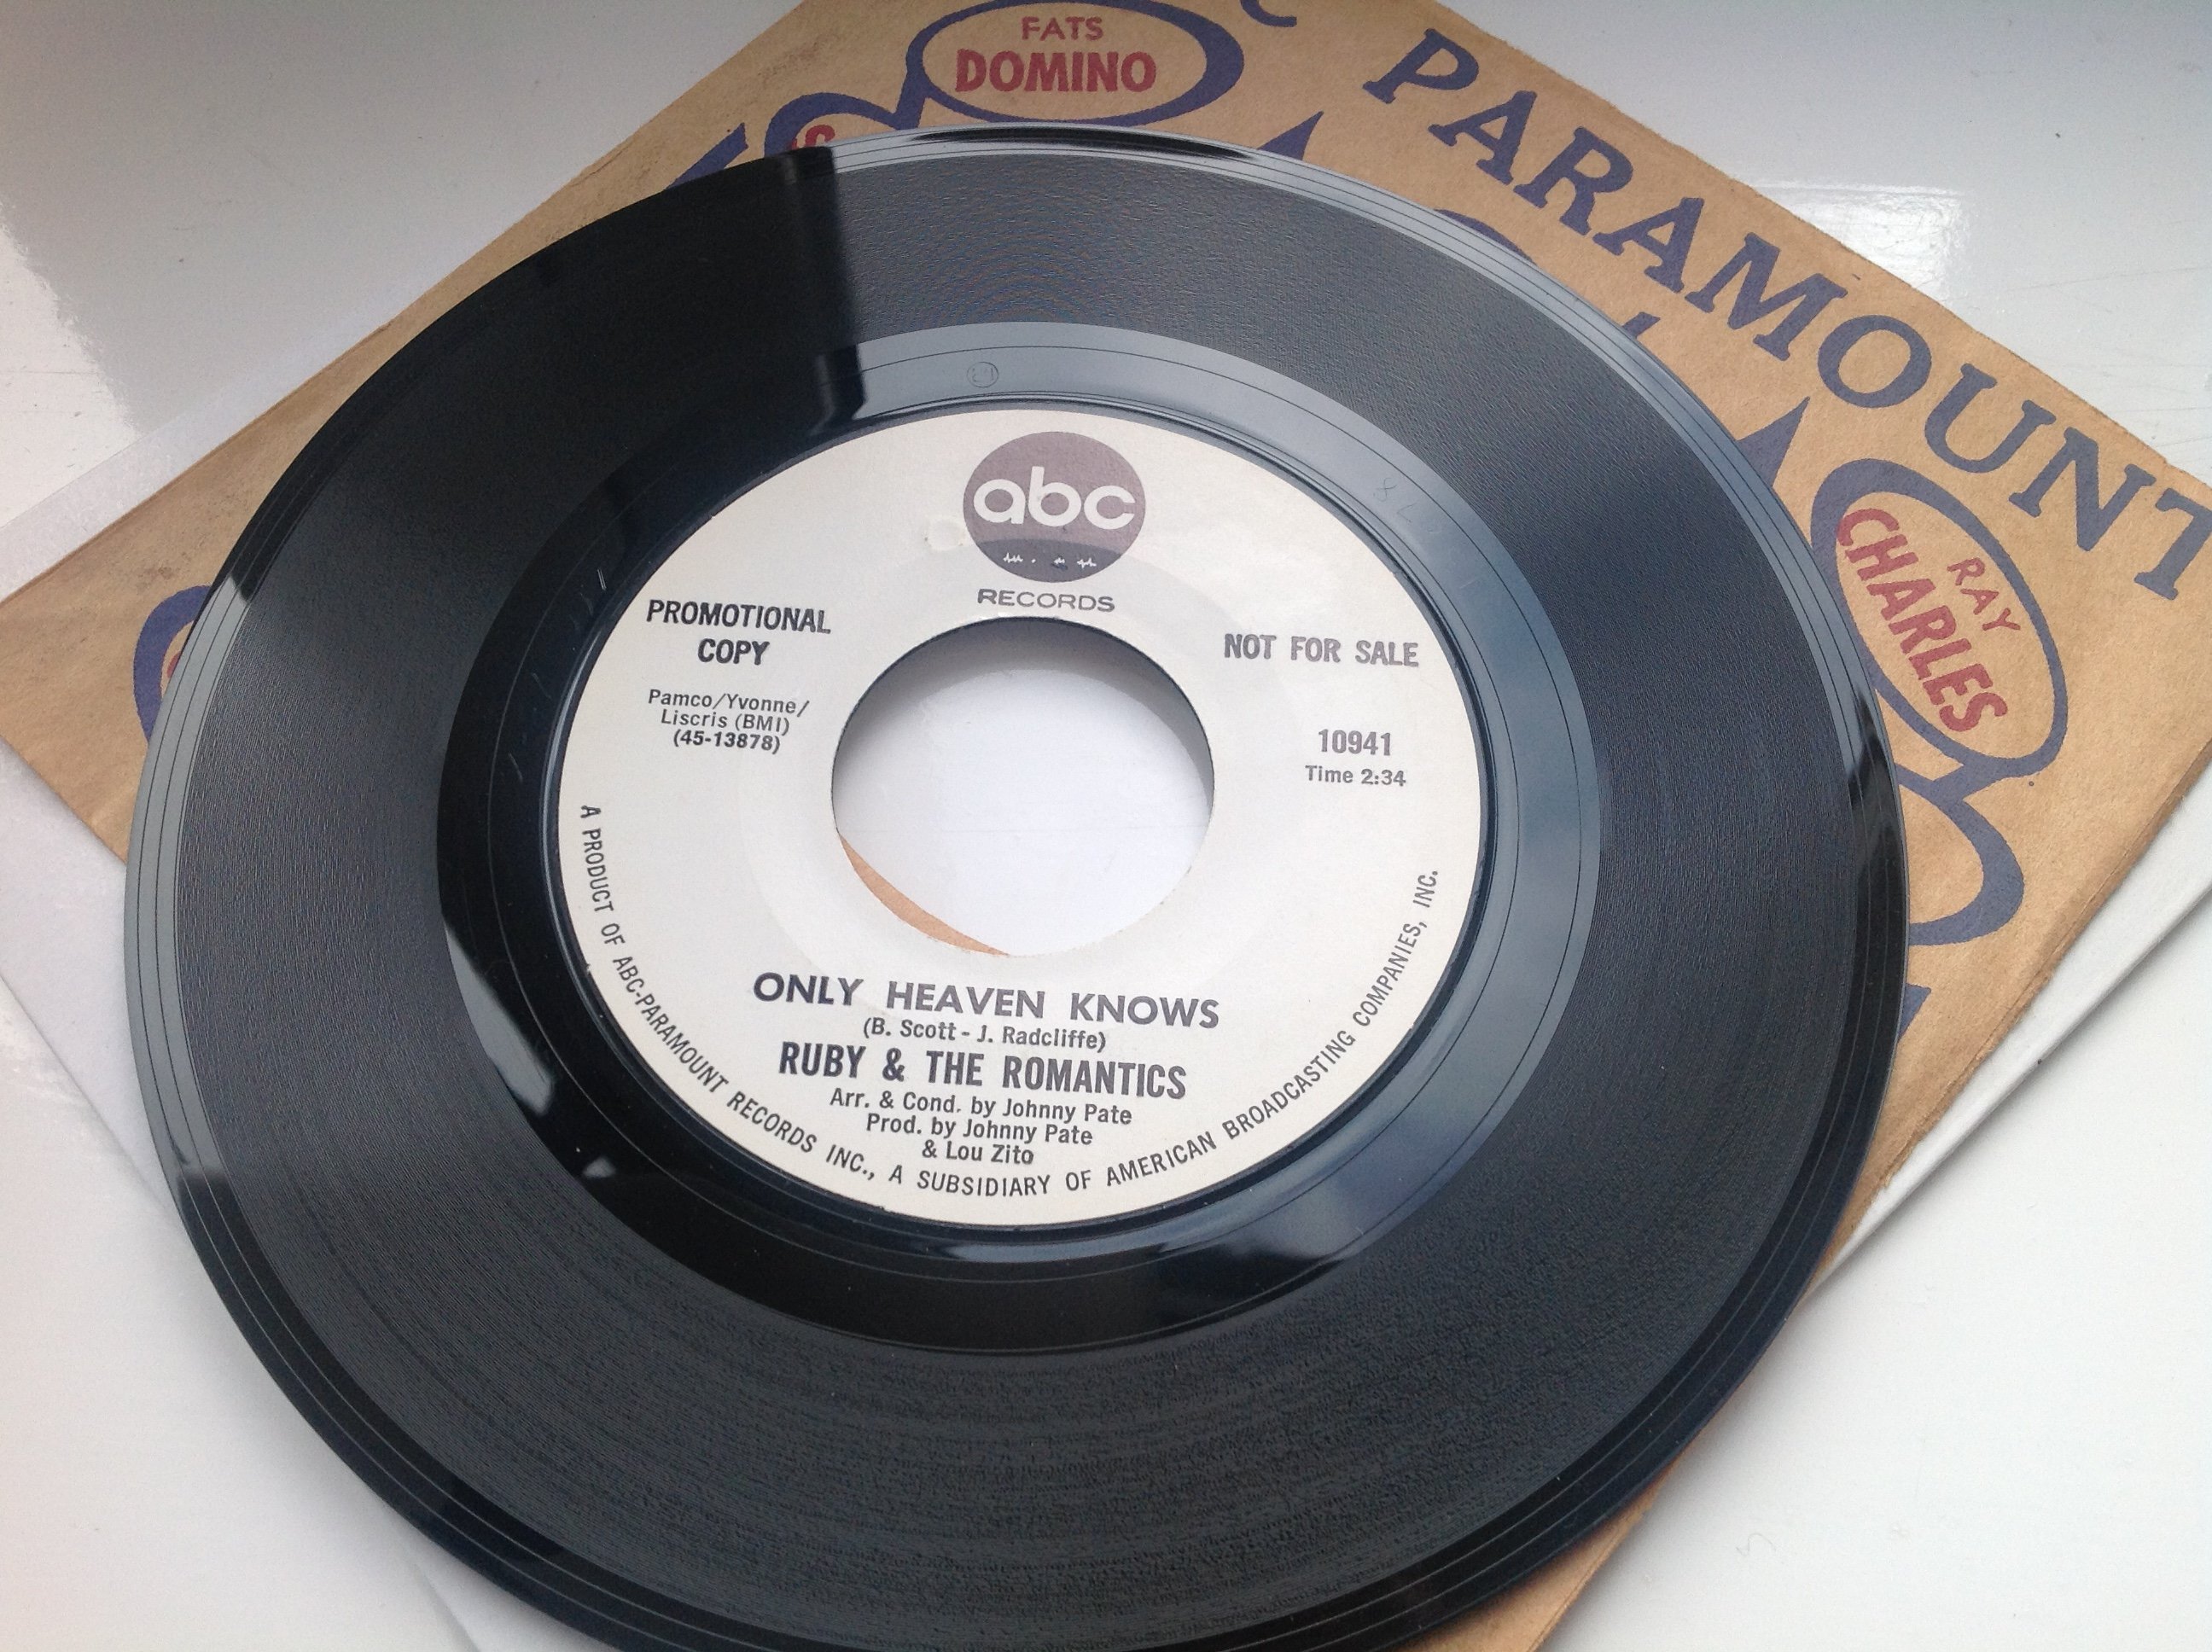 FATS
DOMINO
PARAMOUNT
RAY
CHARLES
abc
RECORDS
PROMOTIONAL
COPY
NOT FOR SALE
Pamco/Yvonne/
Liscris (BMI)
(45-13878)
10941
Time 2:34
ONLY HEAVEN KNOWS
(B. Scott - J. Radcliffe)
RUBY & THE ROMANTICS
Arr. & Cond. by Johnny Pate
Prod. by Johnny Pate
& Lou Zito
A PRODUCT OF ABC-PARAMOUNT RECORDS INC., A SUBSIDIARY OF AMERICAN BROADCASTING COMPANIES, INC.